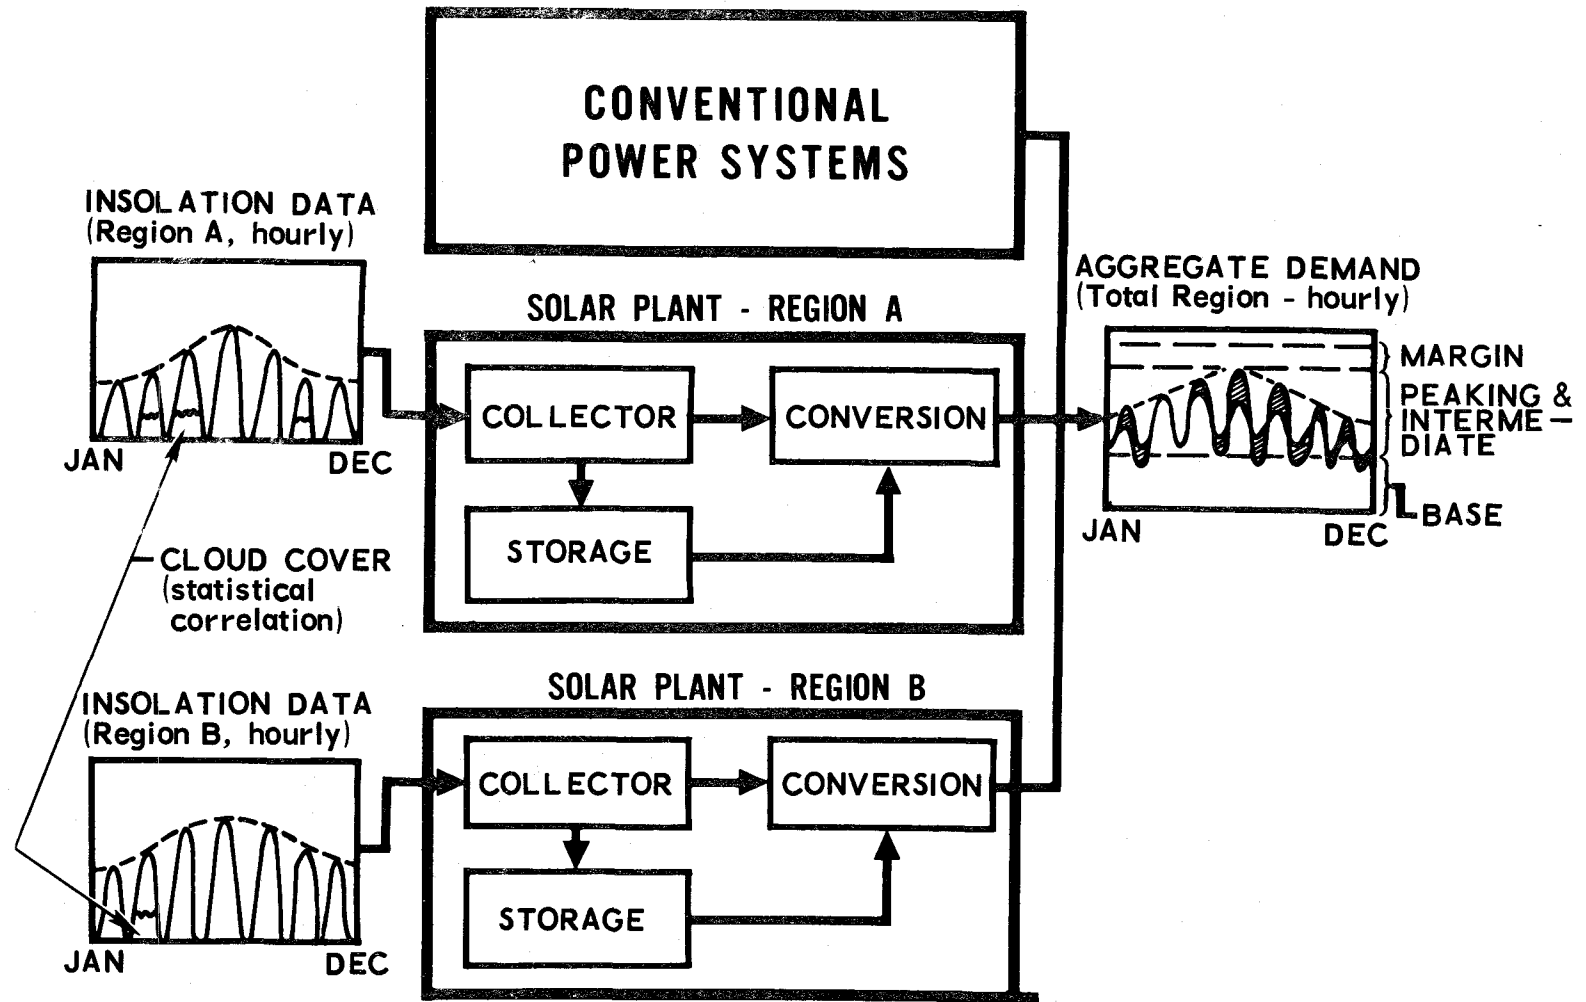 CONVENTIONAL
POWER SYSTEMS
INSOLATION DATA
(Region A, hourly)
JAN
DEC
SOLAR PLANT - REGION A
COLLECTOR
CONVERSION
STORAGE
AGGREGATE DEMAND
(Total Region - hourly)
MARGIN
PEAKING &
INTERME-
DIATE
BASE
JAN
DEC
CLOUD COVER
(statistical
correlation)
INSOLATION DATA
(Region B, hourly)
JAN
DEC
SOLAR PLANT - REGION B
COLLECTOR
CONVERSION
STORAGE